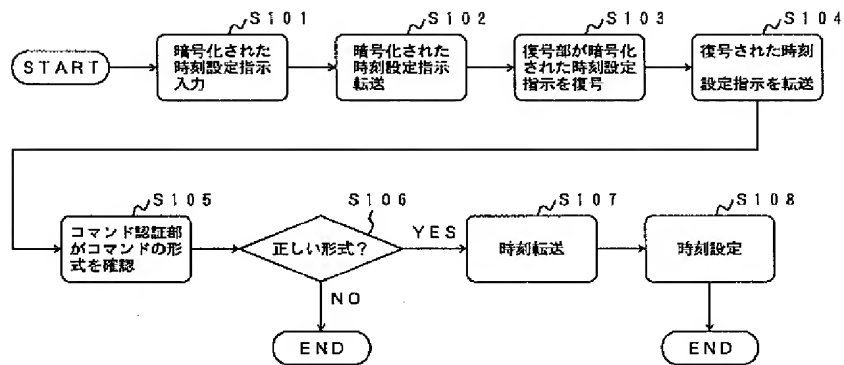 S101
S102
S103
S104
START
暗号化された
時刻設定指示
入力
暗号化された
時刻設定指示
転送
復号部が暗号化
された時刻設定
指示を復号
復号された時刻
設定指示を転送
S105
S106
S107
S108
コマンド認証部
がコマンドの形
式を確認
正しい形式?
YES
時刻転送
時刻設定
NO
END
END